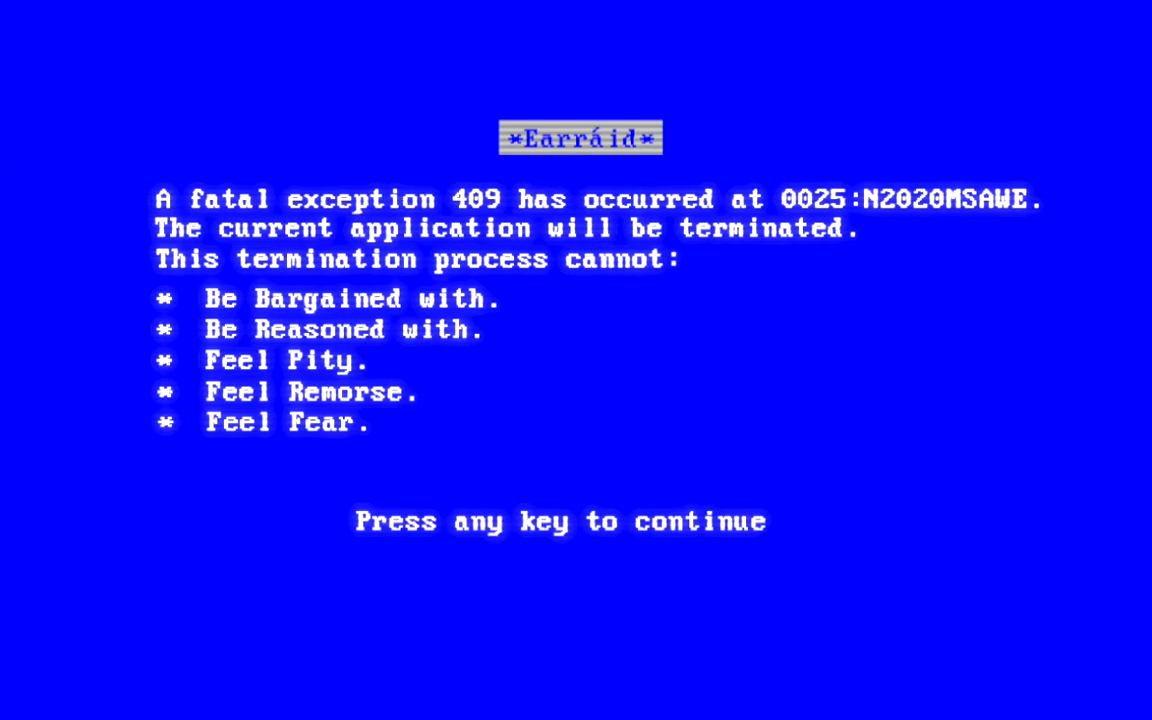 *Earráid*
A fatal exception 409 has occurred at 0025:N2020MSAWE.
The current application will be terminated.
This termination process cannot:
* Be Bargained with.
* Be Reasoned with.
* Feel Pity.
* Feel Remorse.
* Feel Fear.
Press any key to continue